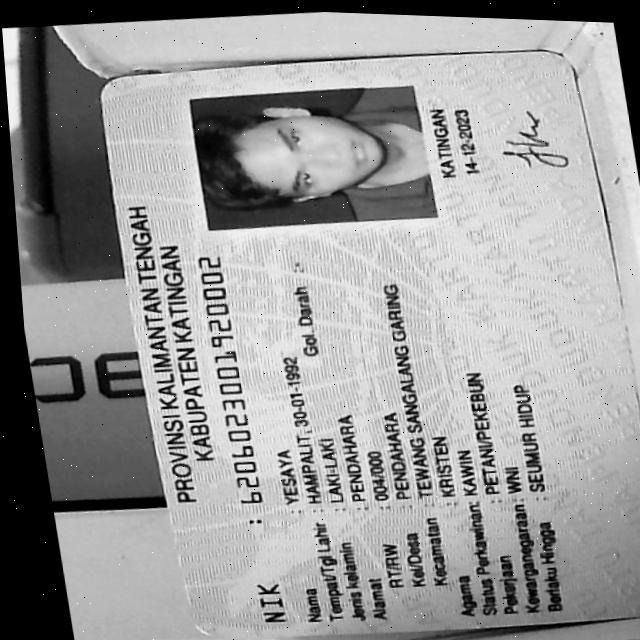 PROVINSI KALIMANTAN TENGAH
KABUPATEN KATINGAN
NIK : 6206023001920002
Nama : YESAYA
Tempat/Tgl Lahir : HAMPALIT, 30-01-1992
Jenis kelamin : LAKI-LAKI Gol. Darah : -
Alamat : PENDAHARA
RT/RW : 004/000
Kel/Desa : PENDAHARA
Kecamatan : TEWANG SANGALANG GARING
Agama : KRISTEN
Status Perkawinan: KAWIN
Pekerjaan : PETANI/PEKEBUN
Kewarganegaraan: WNI
Berlaku Hingga : SEUMUR HIDUP
KATINGAN
14-12-2023